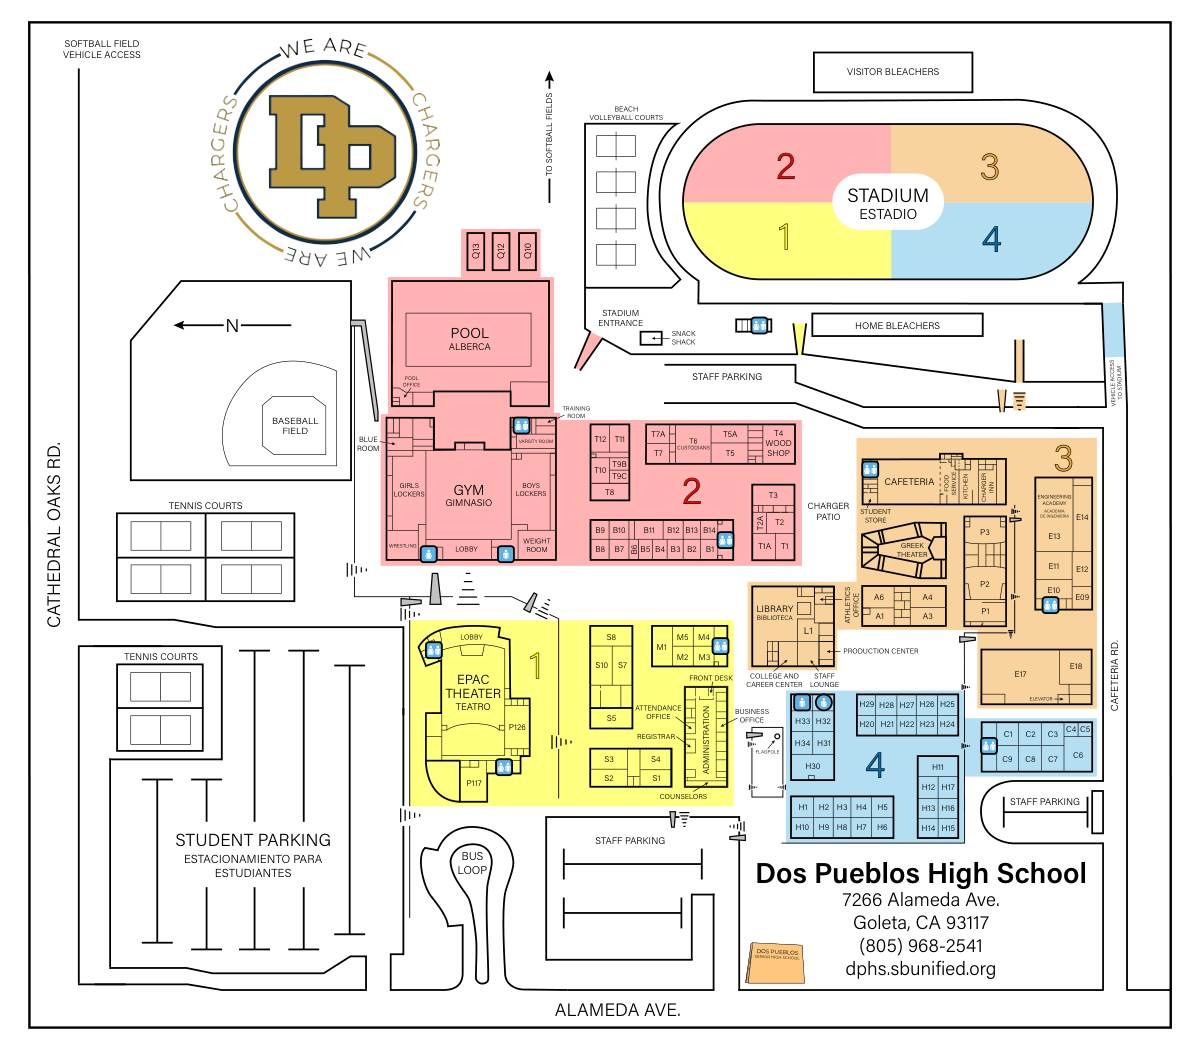 SOFTBALL FIELD
VEHICLE ACCESS
WE ARE
CHARGERS
CHARGERS
WE ARE
DP
TO SOFTBALL FIELDS
BEACH
VOLLEYBALL COURTS
VISITOR BLEACHERS
2
3
STADIUM
ESTADIO
1
4
Q13
Q12
Q10
N
POOL
ALBERCA
POOL
OFFICE
STADIUM
ENTRANCE
SNACK
SHACK
HOME BLEACHERS
STAFF PARKING
VEHICLE ACCESS
TO STADIUM
BASEBALL
FIELD
CATHEDRAL OAKS RD.
TENNIS COURTS
BLUE
ROOM
TRAINING
ROOM
VARSITY ROOM
GIRLS
LOCKERS
GYM
GIMNASIO
BOYS
LOCKERS
WRESTLING
LOBBY
WEIGHT
ROOM
T12
T11
T10
T9B
T9C
T8
T7A
T7
T6
CUSTODIANS
T5A
T5
T4
WOOD
SHOP
2
T3
T2A
T2
T1A
T1
B9
B10
B11
B12
B13
B14
B8
B7
B6
B5
B4
B3
B2
B1
CHARGER
PATIO
3
CAFETERIA
FOOD
SERVICE
KITCHEN
CHARGER
INN
STUDENT
STORE
GREEK
THEATER
P3
P2
P1
ENGINEERING
ACADEMY
ACADEMIA
DE INGENIERIA
E14
E13
E11
E12
E10
E09
LIBRARY
BIBLIOTECA
L1
ATHLETICS
OFFICE
A6
A4
A1
A3
PRODUCTION CENTER
COLLEGE AND
CAREER CENTER
STAFF
LOUNGE
E17
E18
ELEVATOR
CAFETERIA RD.
TENNIS COURTS
LOBBY
EPAC
THEATER
TEATRO
1
P126
P117
S8
S10
S7
S5
S3
S4
S2
S1
M1
M5
M4
M2
M3
FRONT DESK
ATTENDANCE
OFFICE
REGISTRAR
ADMINISTRATION
BUSINESS
OFFICE
COUNSELORS
FLAGPOLE
H33
H32
H34
H31
H30
H29
H28
H27
H26
H25
H20
H21
H22
H23
H24
4
H11
H12
H17
H13
H16
H14
H15
H1
H2
H3
H4
H5
H10
H9
H8
H7
H6
C1
C2
C3
C4
C5
C9
C8
C7
C6
STAFF PARKING
STUDENT PARKING
ESTACIONAMIENTO PARA
ESTUDIANTES
BUS
LOOP
STAFF PARKING
Dos Pueblos High School
7266 Alameda Ave.
Goleta, CA 93117
(805) 968-2541
dphs.sbunified.org
DOS PUEBLOS
SENIOR HIGH SCHOOL
ALAMEDA AVE.